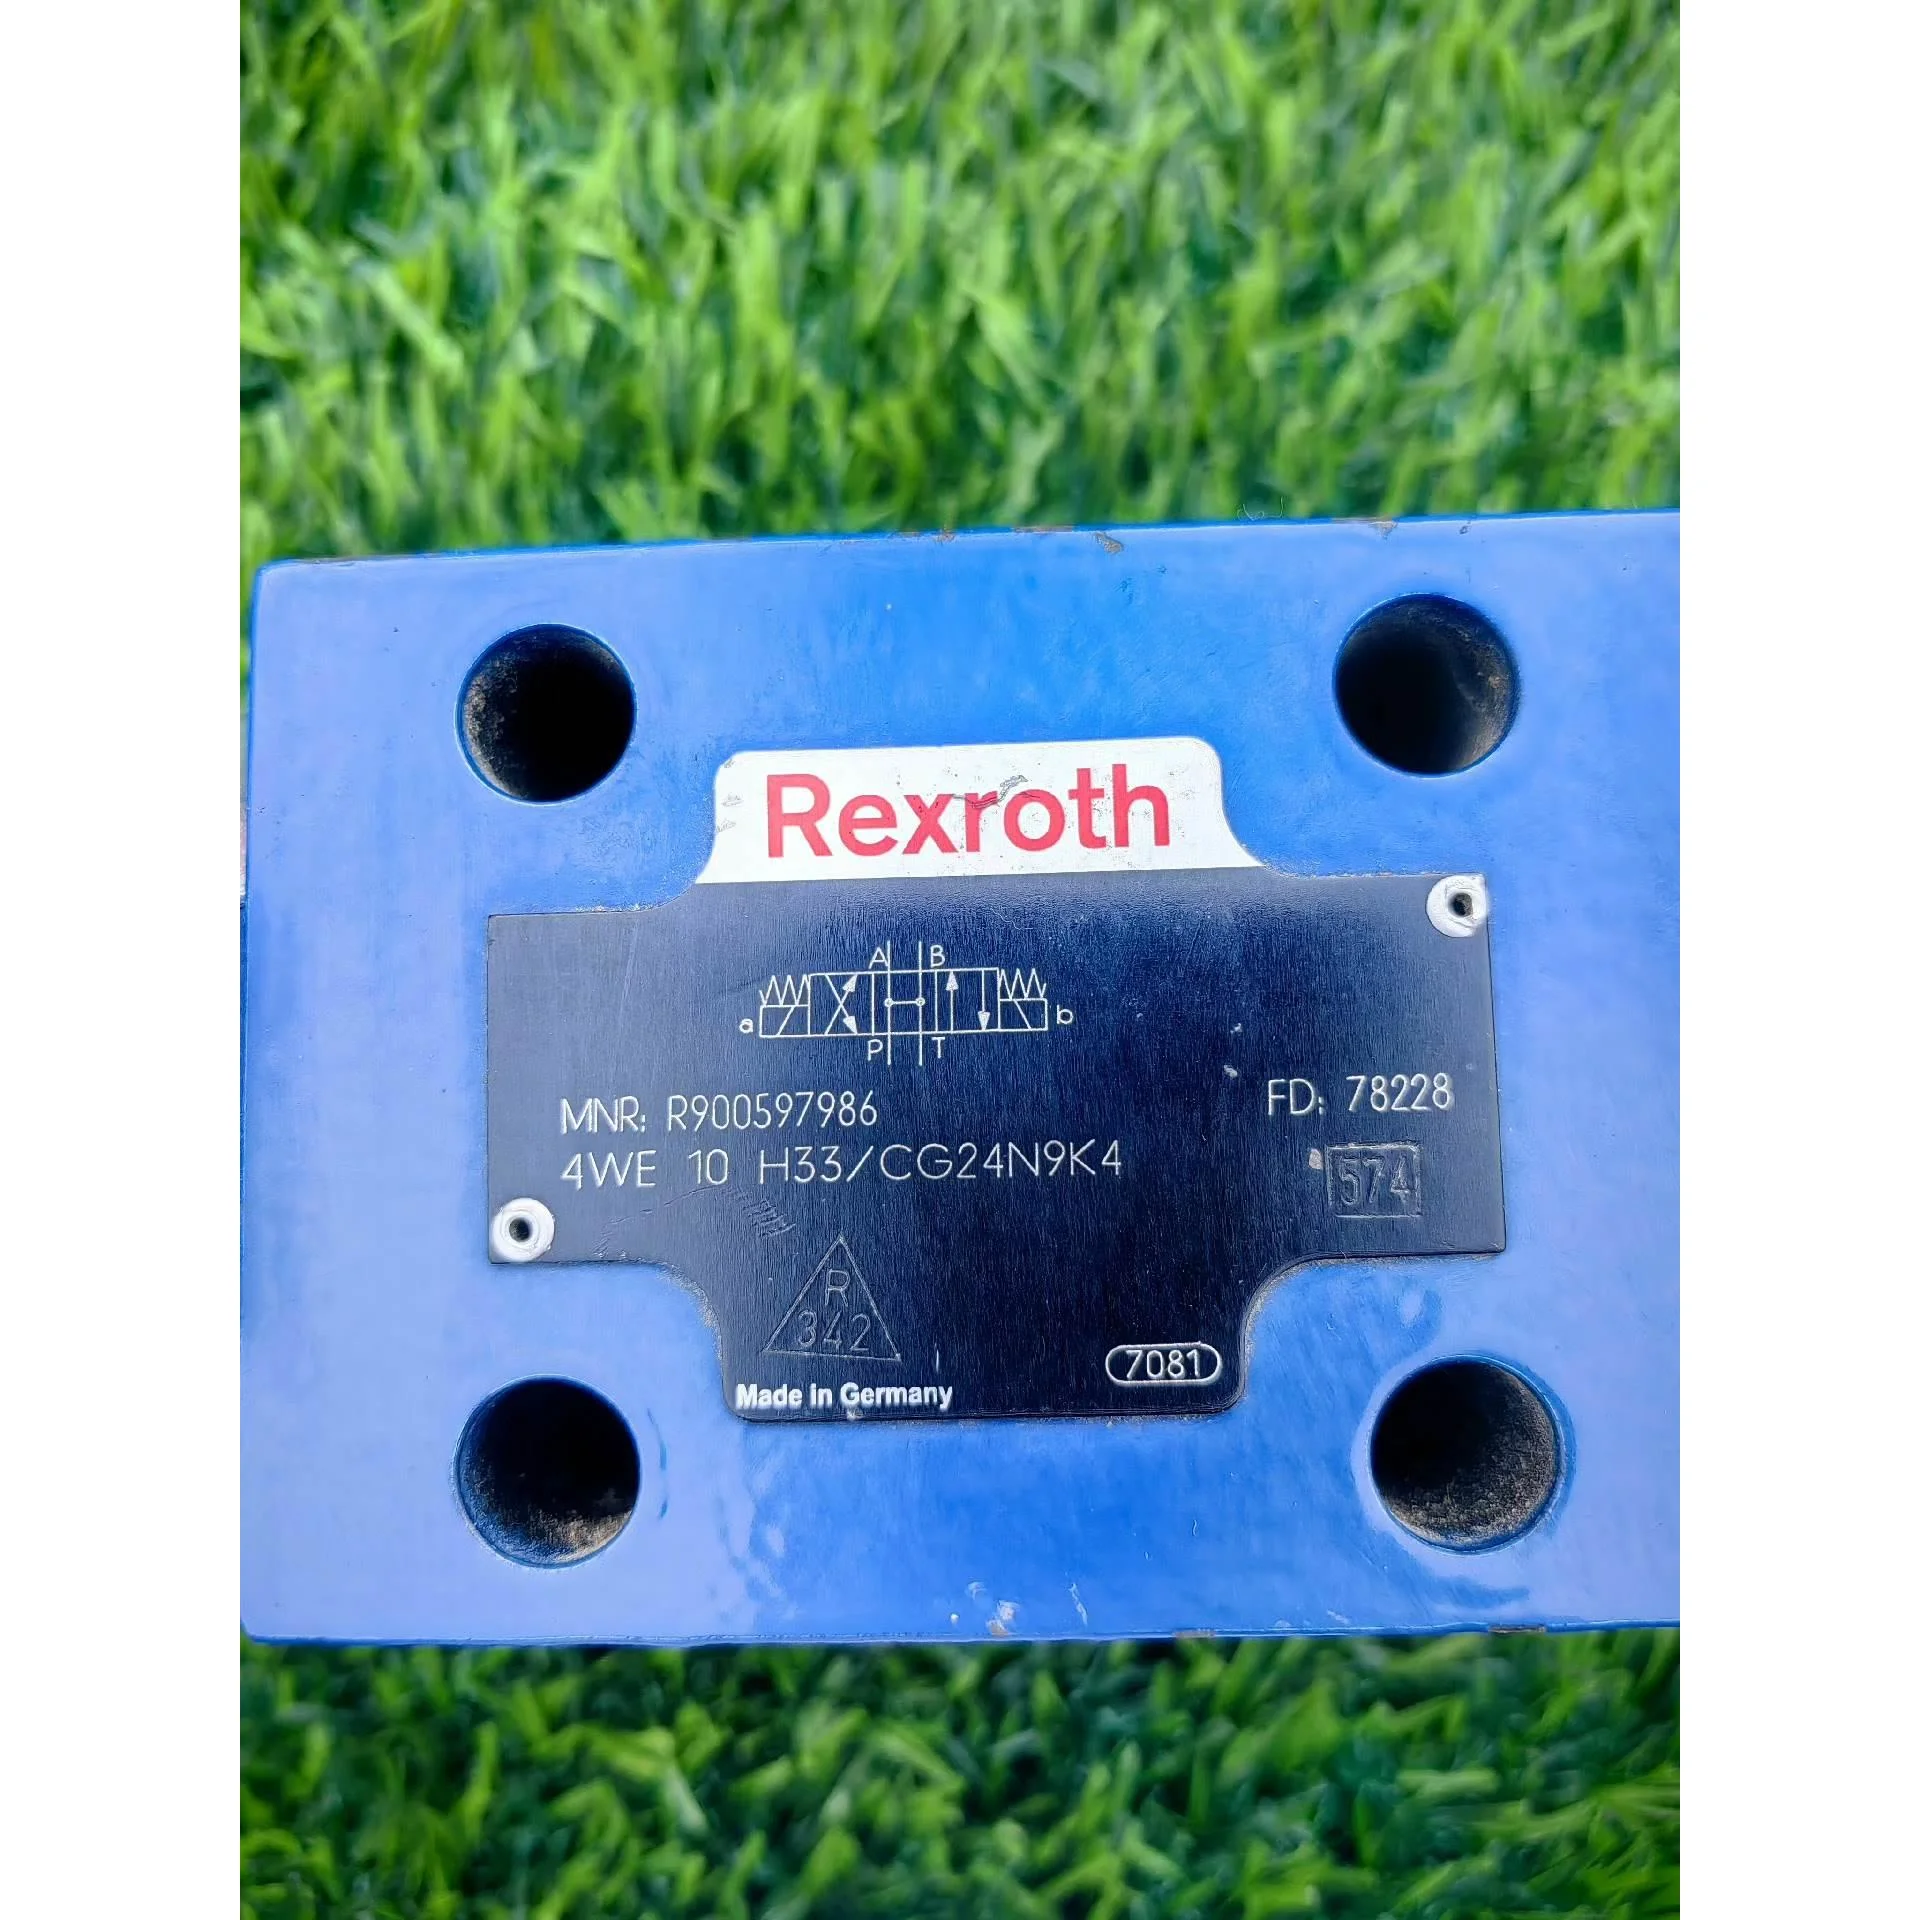 Rexroth
A B
a b
P T
MNR: R900597986 FD: 78228
4WE 10 H33/CG24N9K4 574
R
342
7081
Made in Germany